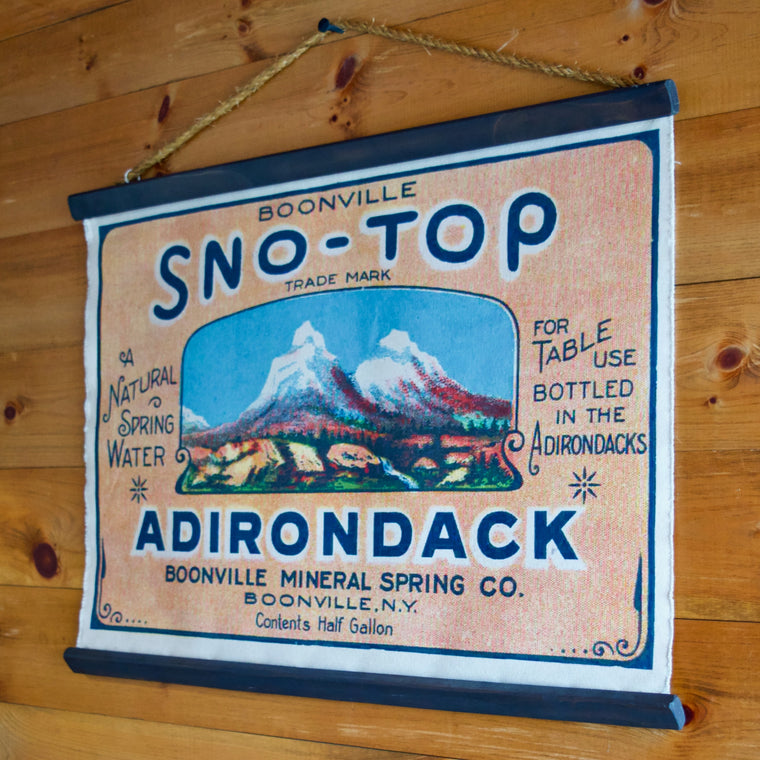 BOONVILLE
SNO-TOP
TRADE MARK
A
NATURAL
SPRING
WATER
FOR
TABLE
USE
BOTTLED
IN THE
ADIRONDACKS
ADIRONDACK
BOONVILLE MINERAL SPRING CO.
BOONVILLE, N.Y.
Contents Half Gallon